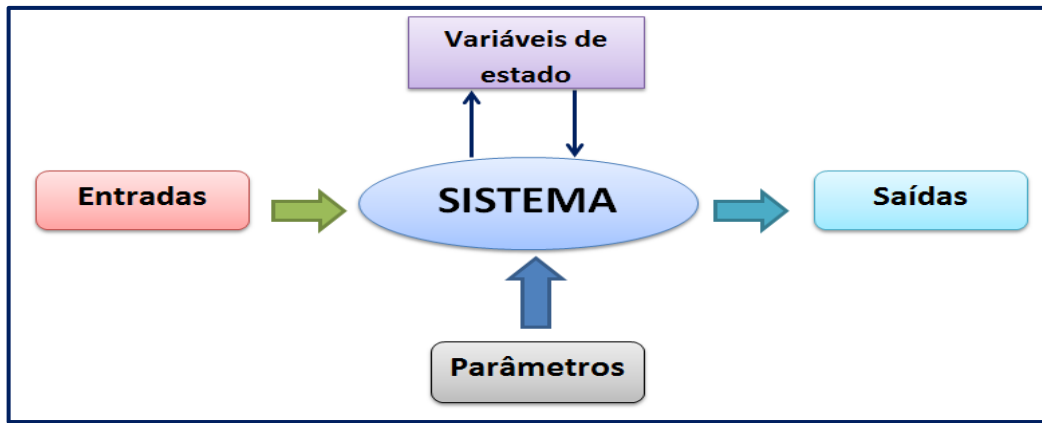 Variáveis de
estado
Entradas
SISTEMA
Saídas
Parâmetros